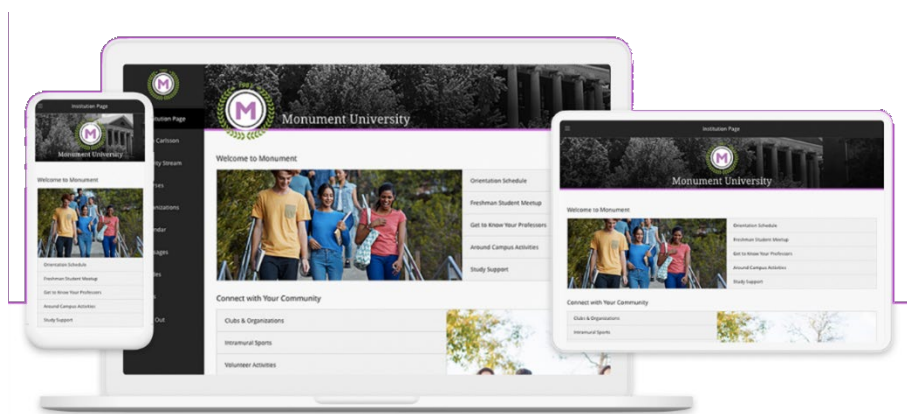 Institution Page
M
Monument University
Welcome to Monument
Orientation Schedule
Freshman Student Meetup
Get to Know Your Professors
Around Campus Activities
Study Support
M
Page
Carlsson
Stream
Out
M
Monument University
Welcome to Monument
Orientation Schedule
Freshman Student Meetup
Get to Know Your Professors
Around Campus Activities
Study Support
Connect with Your Community
Clubs & Organizations
Intramural Sports
Volunteer Activities
Institution Page
M
Monument University
Welcome to Monument
Orientation Schedule
Freshman Student Meetup
Get to Know Your Professors
Around Campus Activities
Study Support
Connect with Your Community
Clubs & Organizations
Intramural Sports